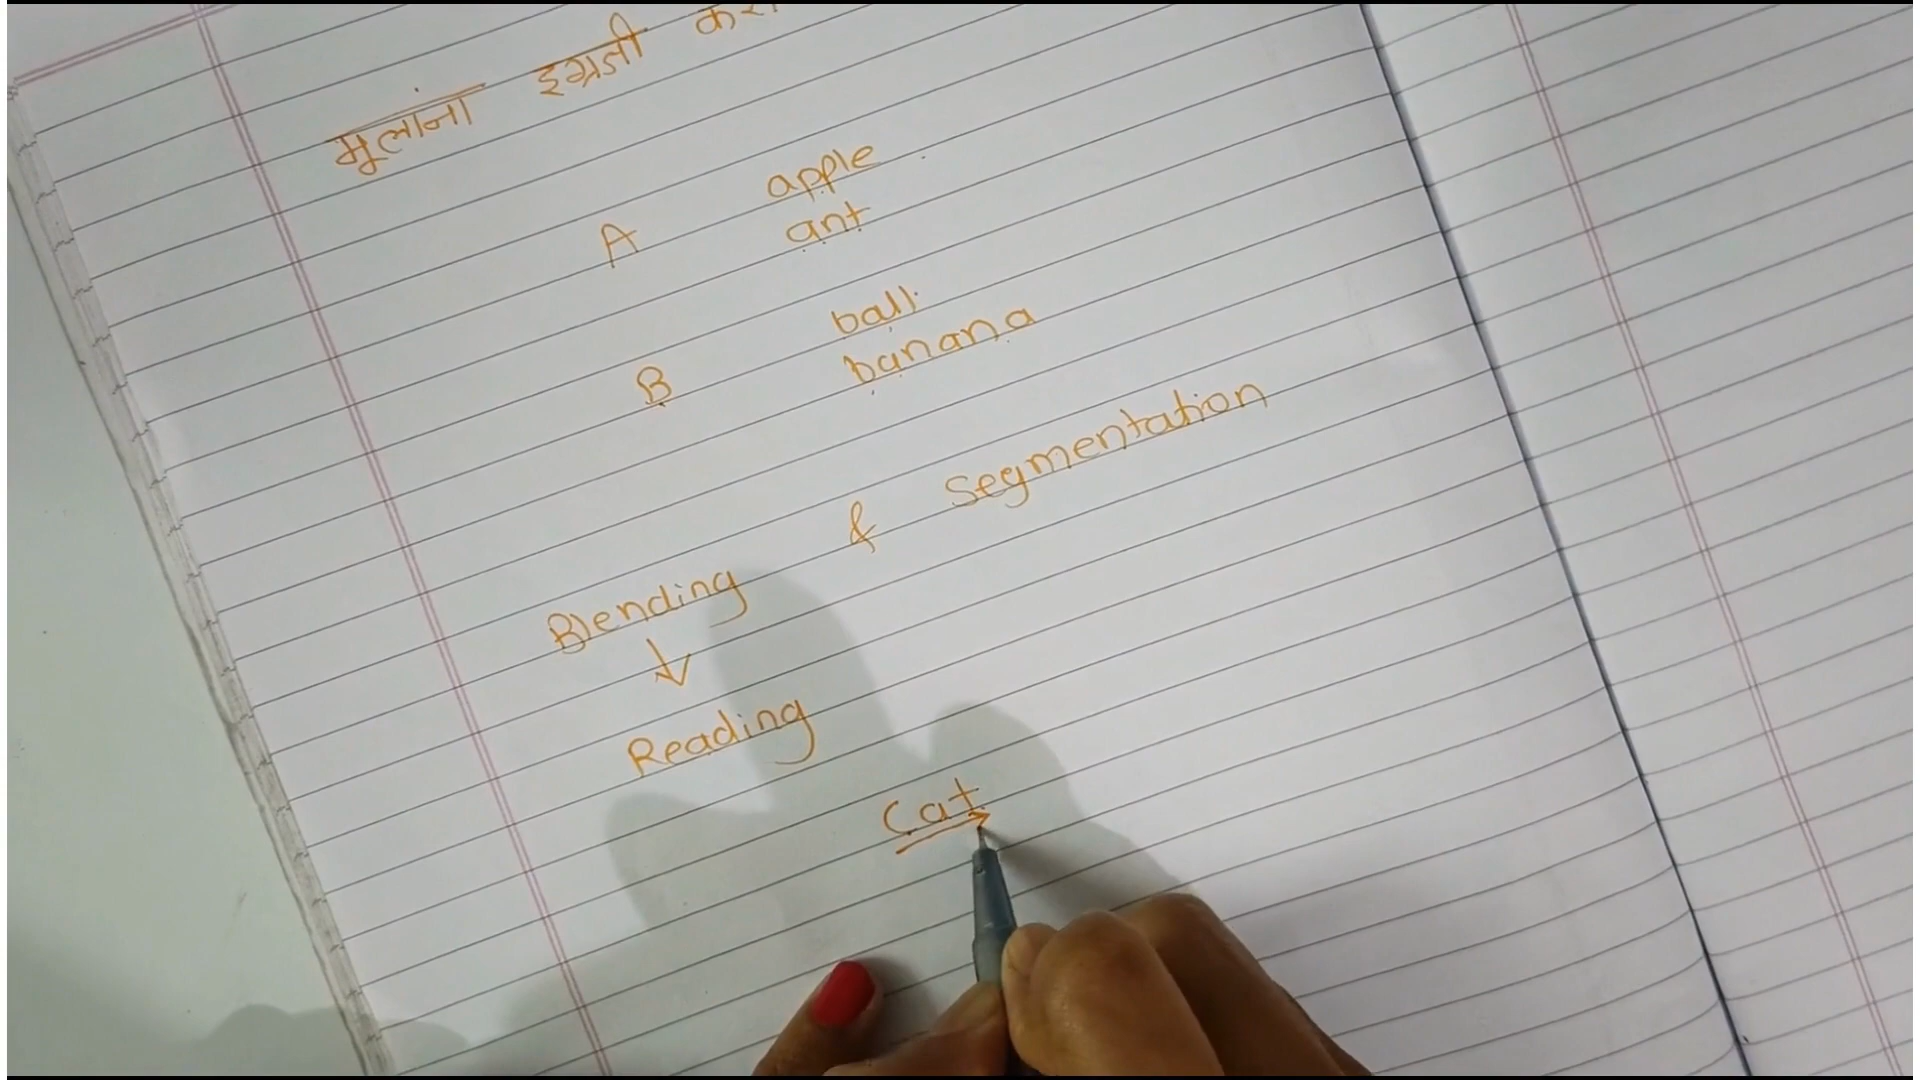 मुलांना इंग्रजी
A apple
ant
B ball
banana
Blending & Segmentation
↓
Reading
Cat